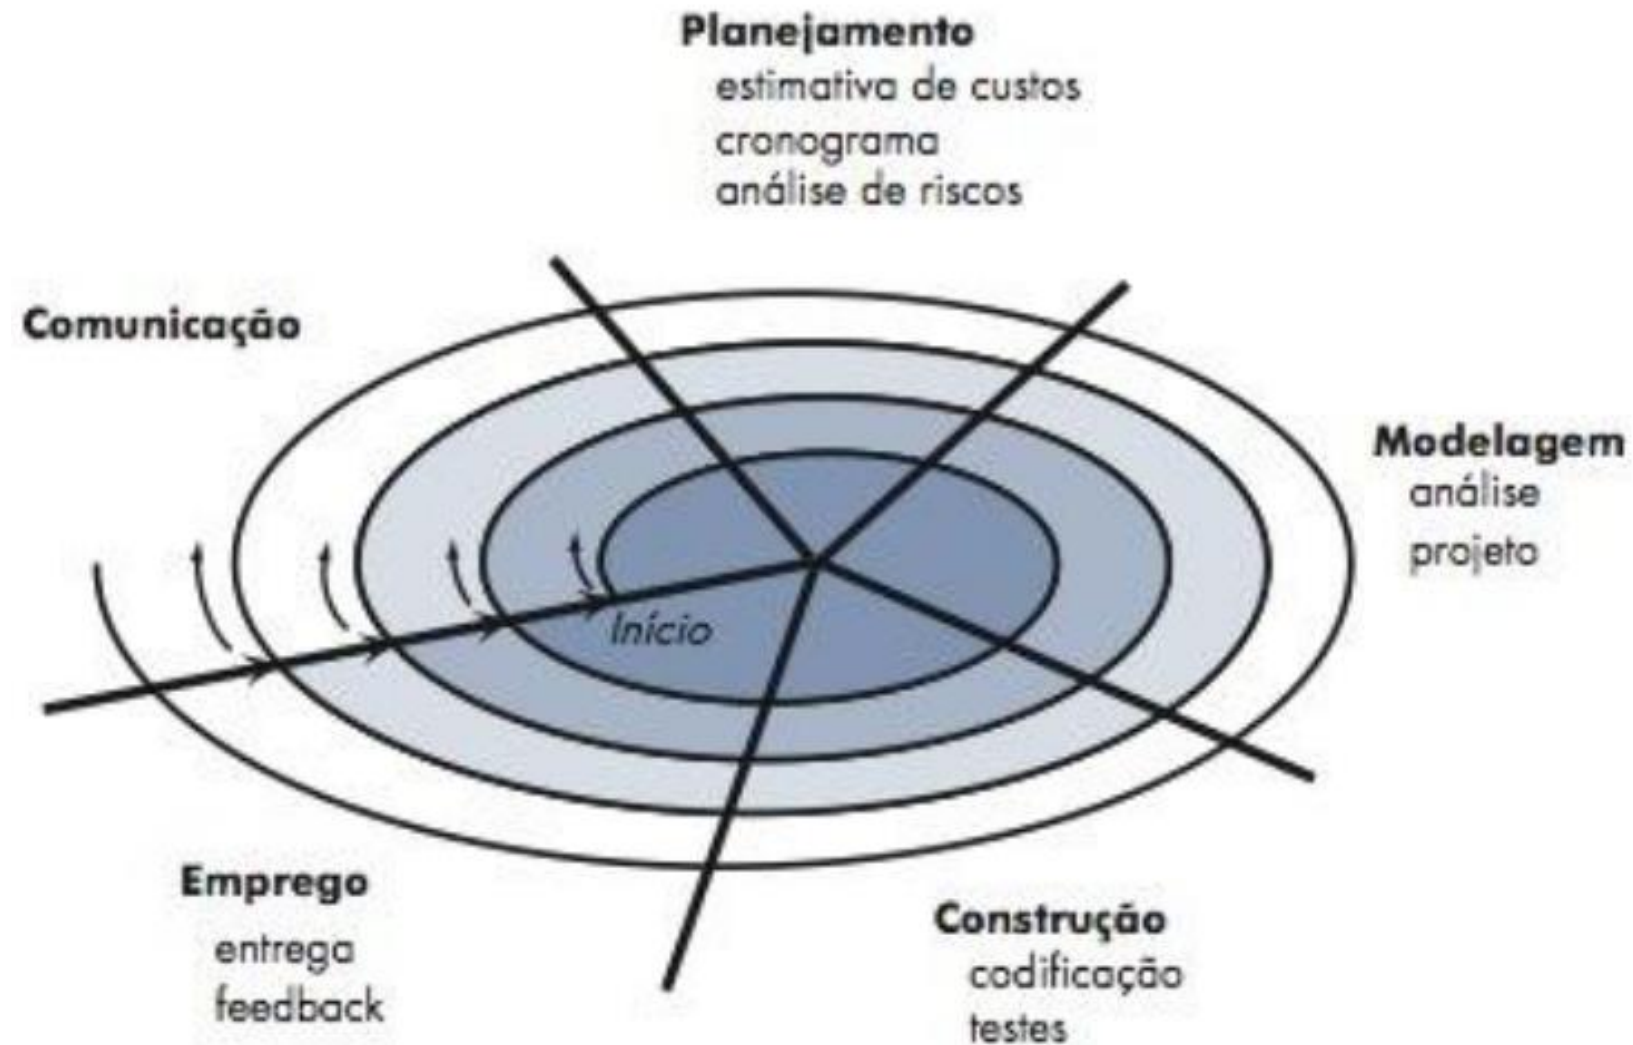 Planejamento
estimativa de custos
cronograma
análise de riscos
Comunicação
Modelagem
análise
projeto
Início
Emprego
entrega
feedback
Construção
codificação
testes